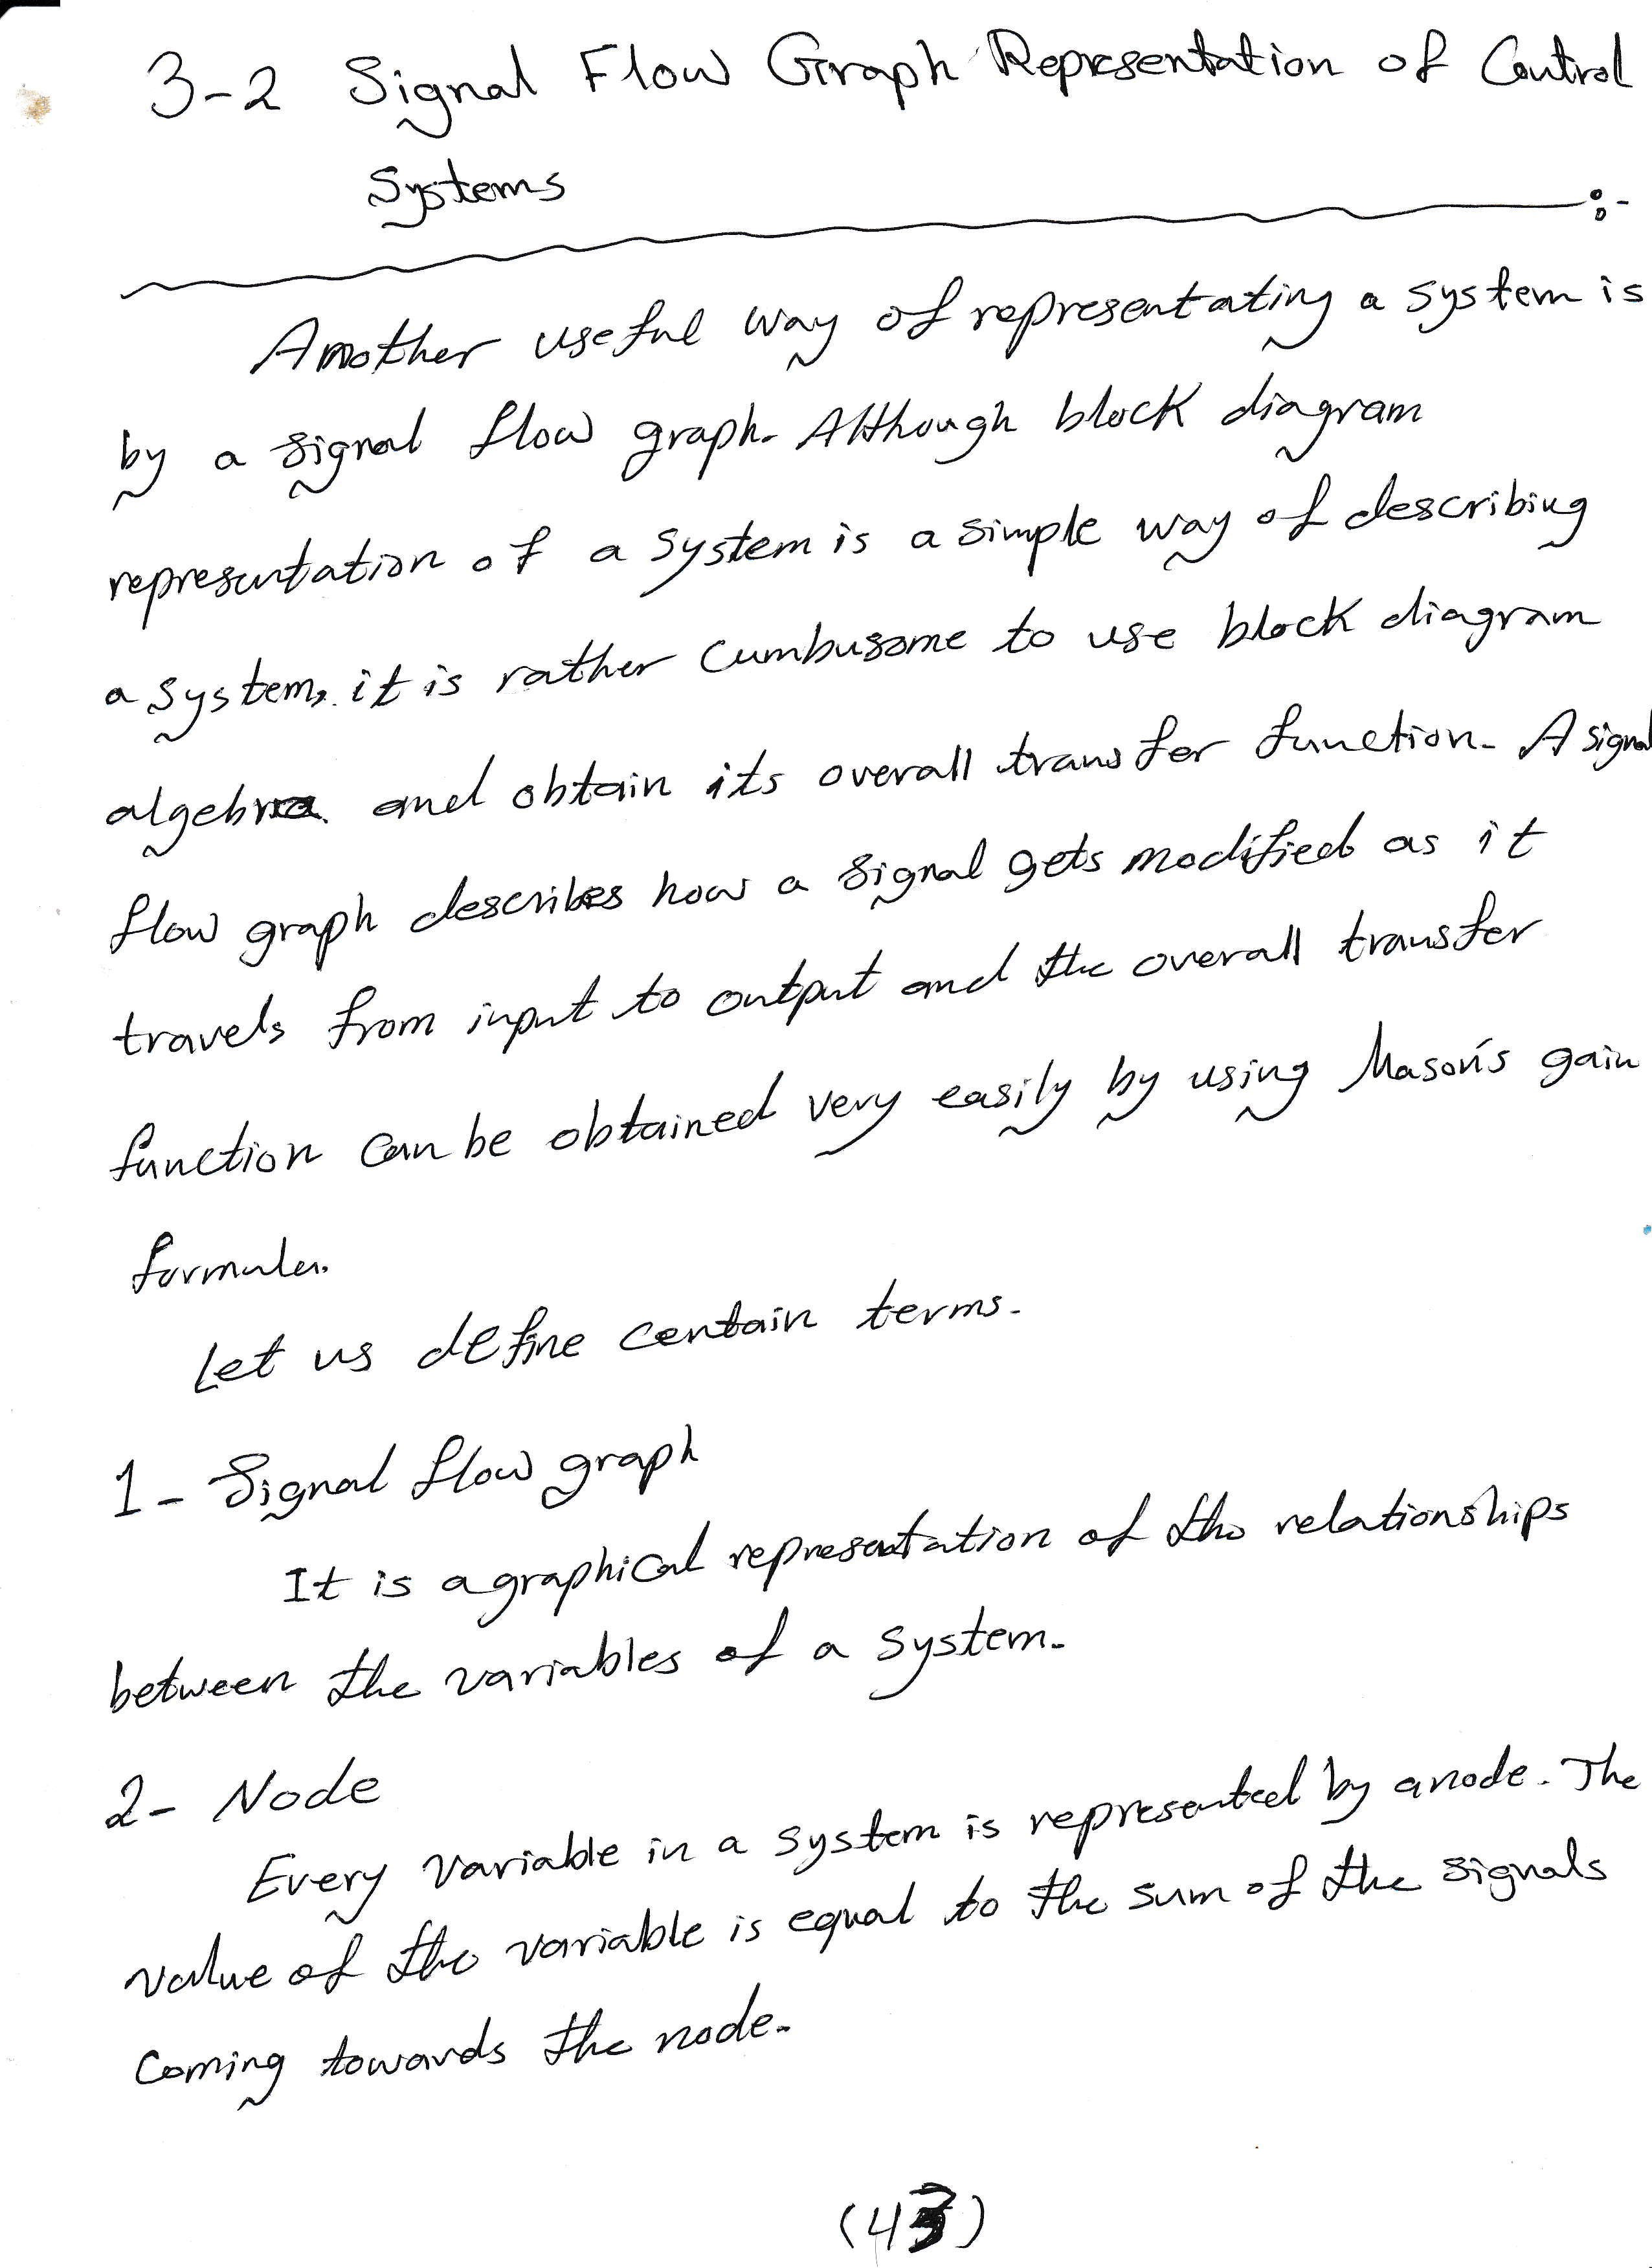 3-2 Signal Flow Graph Representation of Control
Systems :-
Another useful way of representating a system is
by a signal flow graph. Although block diagram
representation of a system is a simple way of describing
a system, it is rather cumbusome to use block diagram
algebra and obtain its overall transfer function. A signal
flow graph describes how a signal gets modified as it
travels from input to output and the overall transfer
function can be obtained very easily by using Mason's gain
formula.
Let us define certain terms.
1- Signal flow graph
It is a graphical representation of the relationships
between the variables of a system.
2- Node
Every variable in a system is represented by a node. The
value of the variable is equal to the sum of the signals
Coming towards the node.
(43)